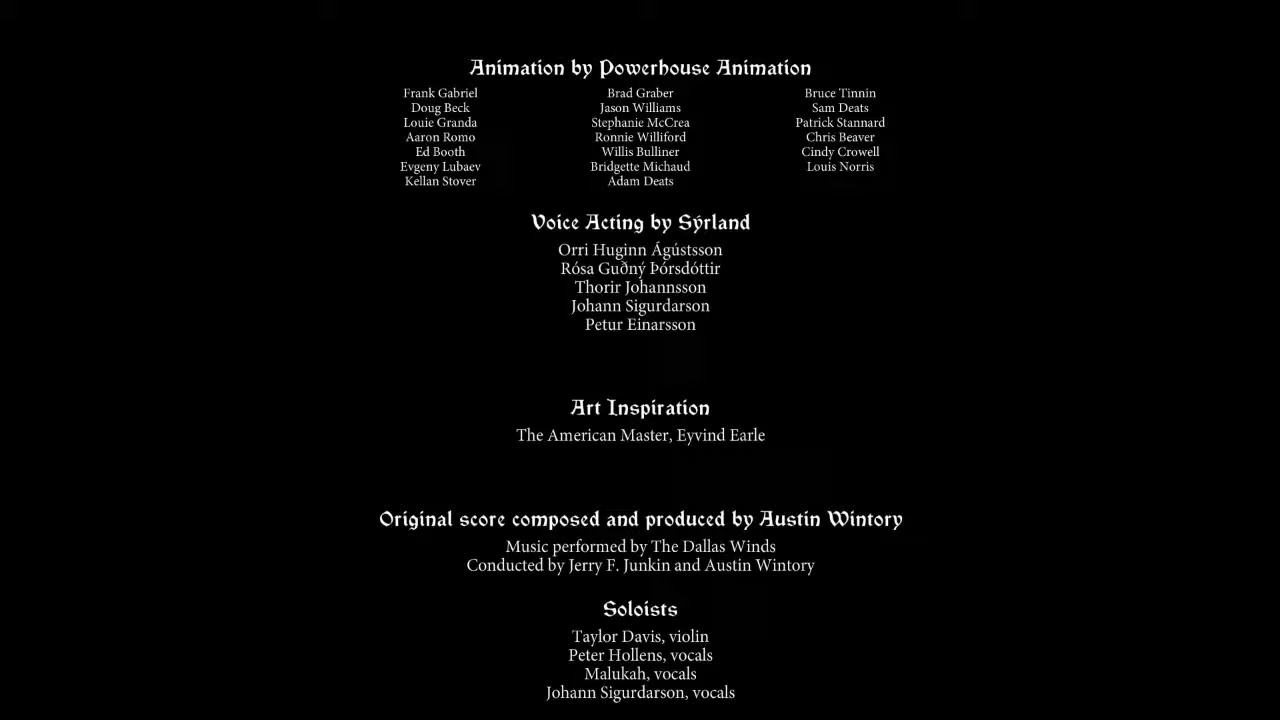 Animation by Powerhouse Animation
Frank Gabriel
Doug Beck
Louie Granda
Aaron Romo
Ed Booth
Evgeny Lubaev
Kellan Stover
Brad Graber
Jason Williams
Stephanie McCrea
Ronnie Williford
Willis Bulliner
Bridgette Michaud
Adam Deats
Bruce Tinnin
Sam Deats
Patrick Stannard
Chris Beaver
Cindy Crowell
Louis Norris
Voice Acting by Sýrland
Orri Huginn Ágústsson
Rósa Guðný Þórsdóttir
Thorir Johannsson
Johann Sigurdarson
Petur Einarsson
Art Inspiration
The American Master, Eyvind Earle
Original score composed and produced by Austin Wintory
Music performed by The Dallas Winds
Conducted by Jerry F. Junkin and Austin Wintory
Soloists
Taylor Davis, violin
Peter Hollens, vocals
Malukah, vocals
Johann Sigurdarson, vocals